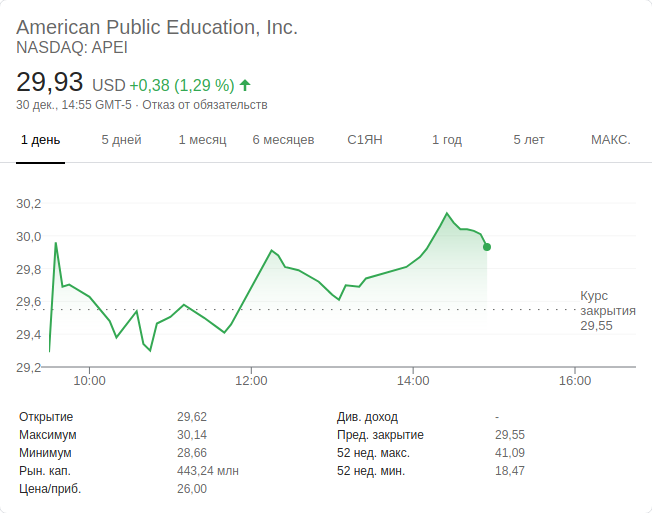 American Public Education, Inc.
NASDAQ: APEI
29,93 USD +0,38 (1,29 %)
30 дек., 14:55 GMT-5 · Отказ от обязательств
1 день 5 дней 1 месяц 6 месяцев С1ЯН 1 год 5 лет МАКС.
30,2
30,0
29,8
29,6
29,4
29,2
Курс
закрытия
29,55
10:00 12:00 14:00 16:00
Открытие 29,62 Див. доход -
Максимум 30,14 Пред. закрытие 29,55
Минимум 28,66 52 нед. макс. 41,09
Рын. кап. 443,24 млн 52 нед. мин. 18,47
Цена/приб. 26,00